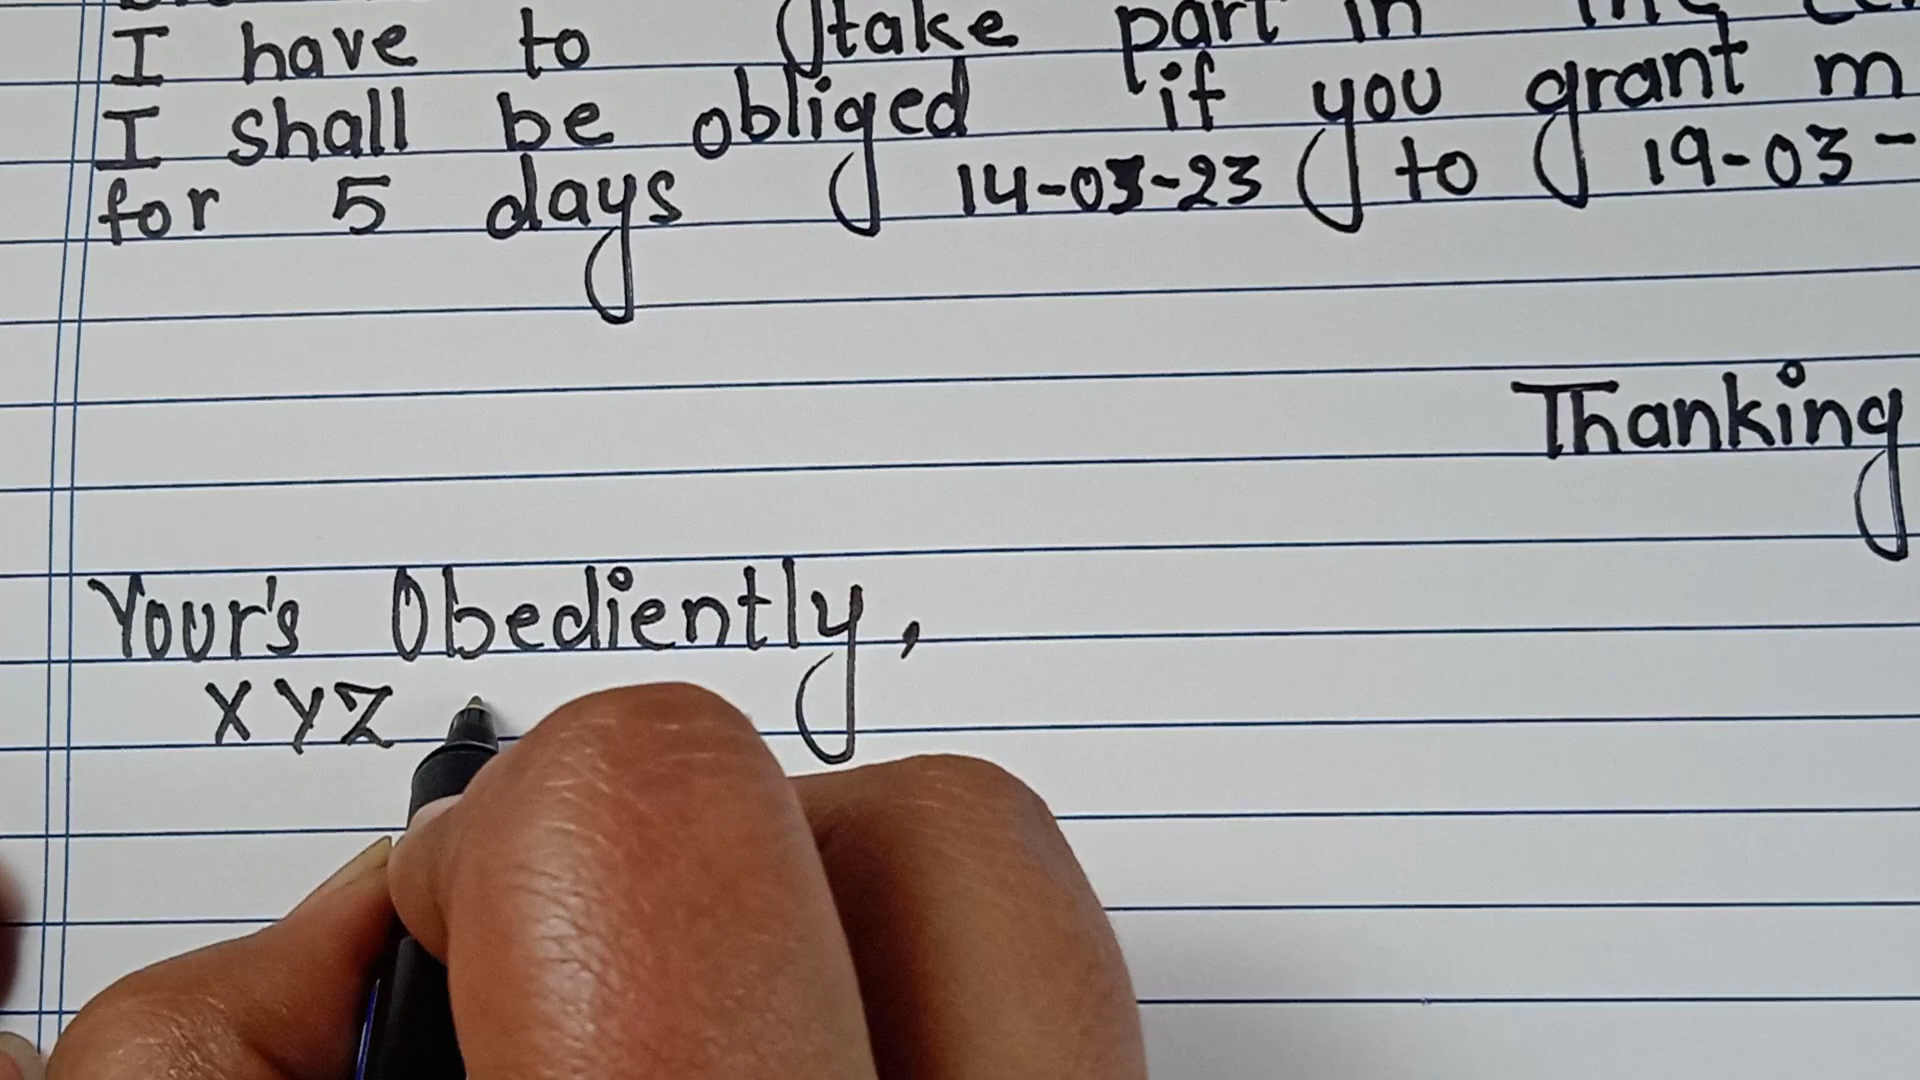 I have to take part in
I shall be obliged if you grant m
for 5 days 14-03-23 to 19-03-
Thanking
Your's Obediently,
XYZ